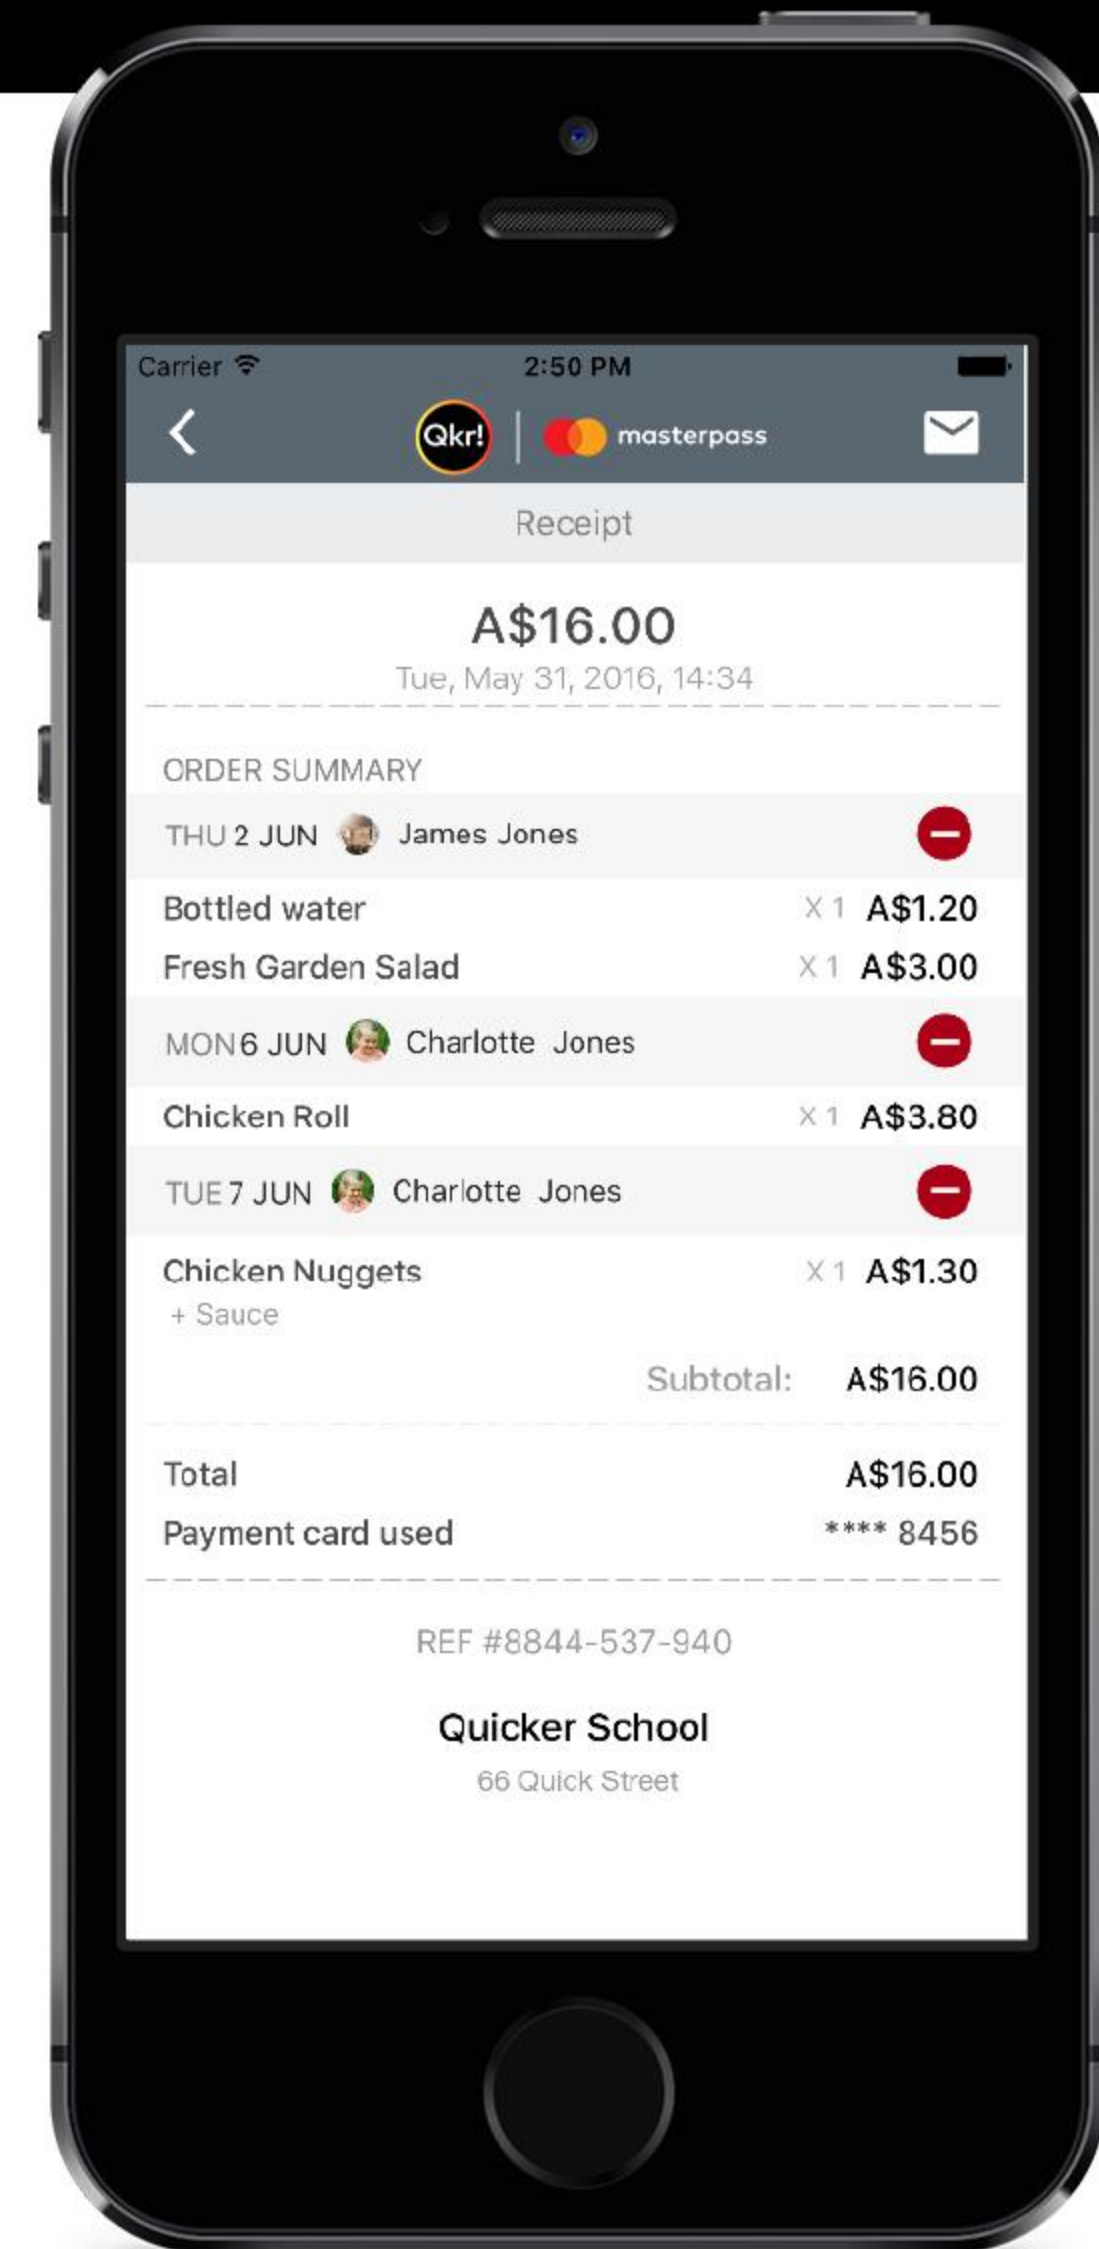 Carrier 2:50 PM
Qkr! | masterpass
Receipt
A$16.00
Tue, May 31, 2016, 14:34
ORDER SUMMARY
THU 2 JUN James Jones
Bottled water X 1 A$1.20
Fresh Garden Salad X 1 A$3.00
MON 6 JUN Charlotte Jones
Chicken Roll X 1 A$3.80
TUE 7 JUN Charlotte Jones
Chicken Nuggets X 1 A$1.30
+ Sauce
Subtotal: A$16.00
Total A$16.00
Payment card used **** 8456
REF #8844-537-940
Quicker School
66 Quick Street